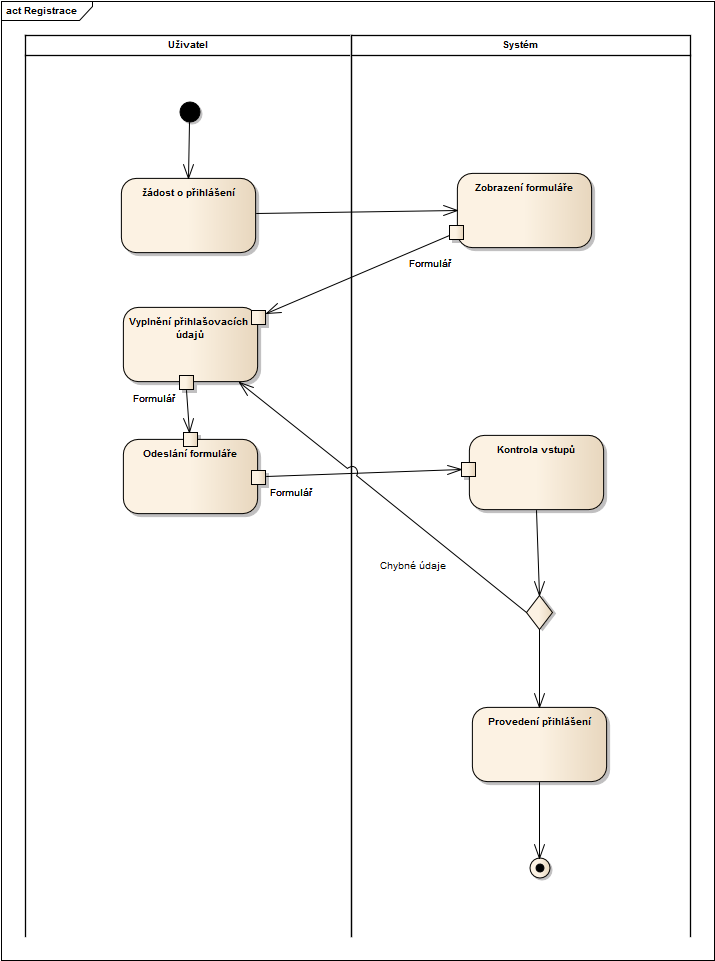 act Registrace
Uživatel
Systém
žádost o přihlášení
Zobrazení formuláře
Formulář
Vyplnění přihlašovacích
údajů
Formulář
Odeslání formuláře
Kontrola vstupů
Formulář
Chybné údaje
Provedení přihlášení